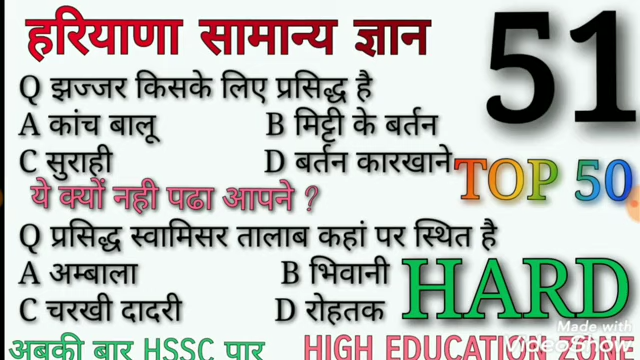 हरियाणा सामान्य ज्ञान
51
Q झज्जर किसके लिए प्रसिद्ध है
A कांच बालू B मिट्टी के बर्तन
C सुराही D बर्तन कारखाने
TOP 50
ये क्यों नही पढा आपने ?
Q प्रसिद्ध स्वामिसर तालाब कहां पर स्थित है
A अम्बाला B भिवानी
C चरखी दादरी D रोहतक
HARD
अबकी बार HSSC पार HIGH EDUCATION ZONE
Made with
VideoShow